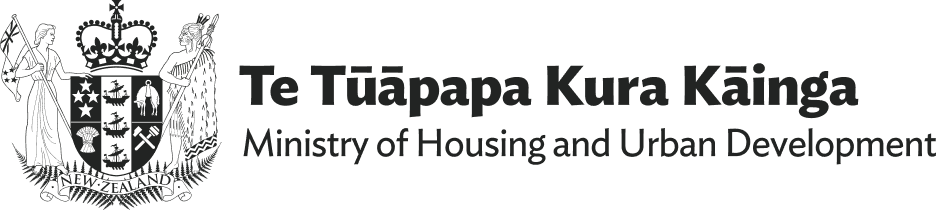 Te Tūāpapa Kura Kāinga
Ministry of Housing and Urban Development
NEW·ZEALAND